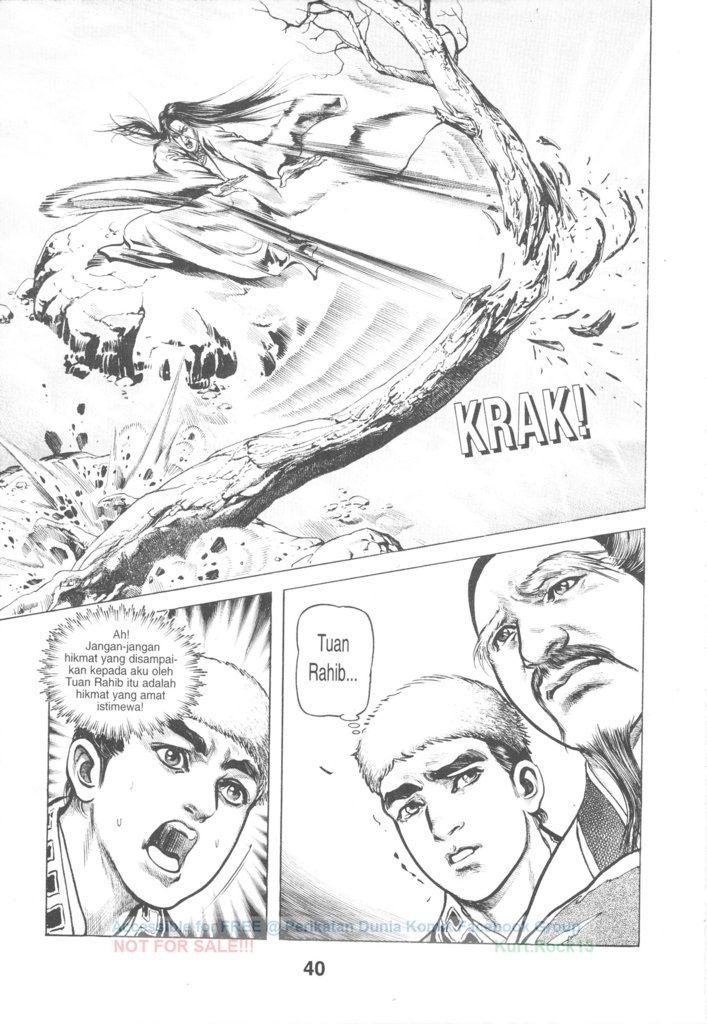 KRAK!
Ah!
Jangan-jangan
hikmat yang disampai-
kan kepada aku oleh
Tuan Rahib itu adalah
hikmat yang amat
istimewa!
Tuan
Rahib...
Accessible for FREE @ Perikatan Dunia Komik Facebook Group
NOT FOR SALE!!!
Kurt.Rock13
40